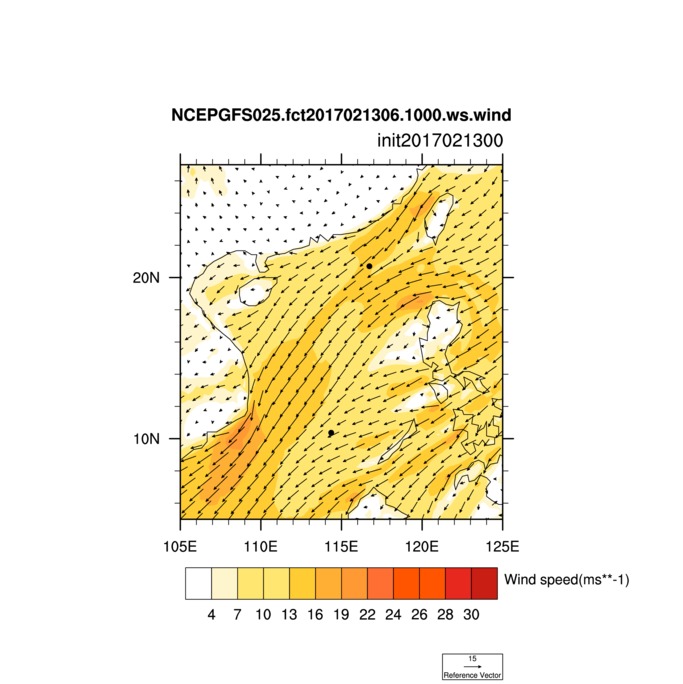 NCEPGFS025.fct2017021306.1000.ws.wind
init2017021300
20N
10N
105E 110E 115E 120E 125E
Wind speed(ms**-1)
4 7 10 13 16 19 22 24 26 28 30
15
Reference Vector